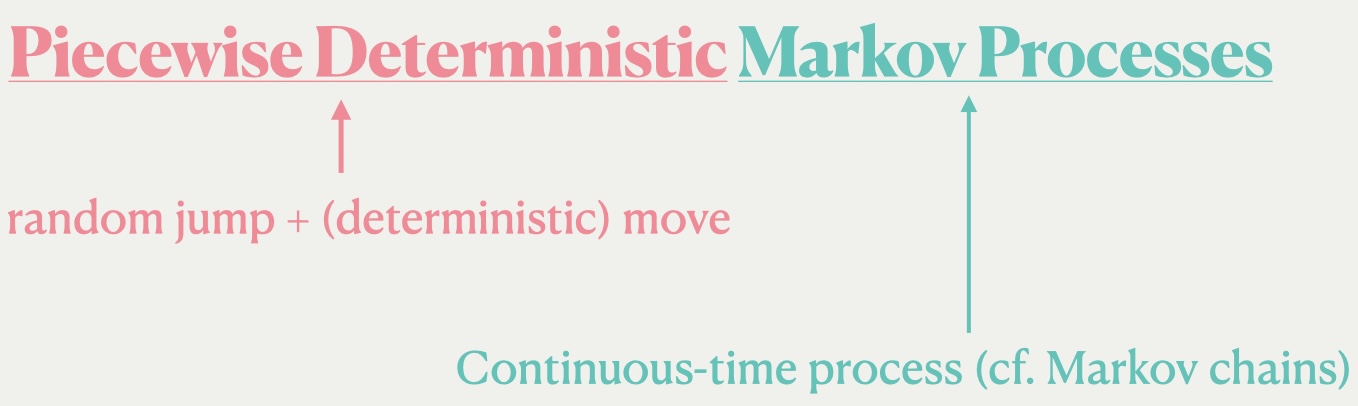 Piecewise Deterministic Markov Processes
random jump + (deterministic) move
Continuous-time process (cf. Markov chains)